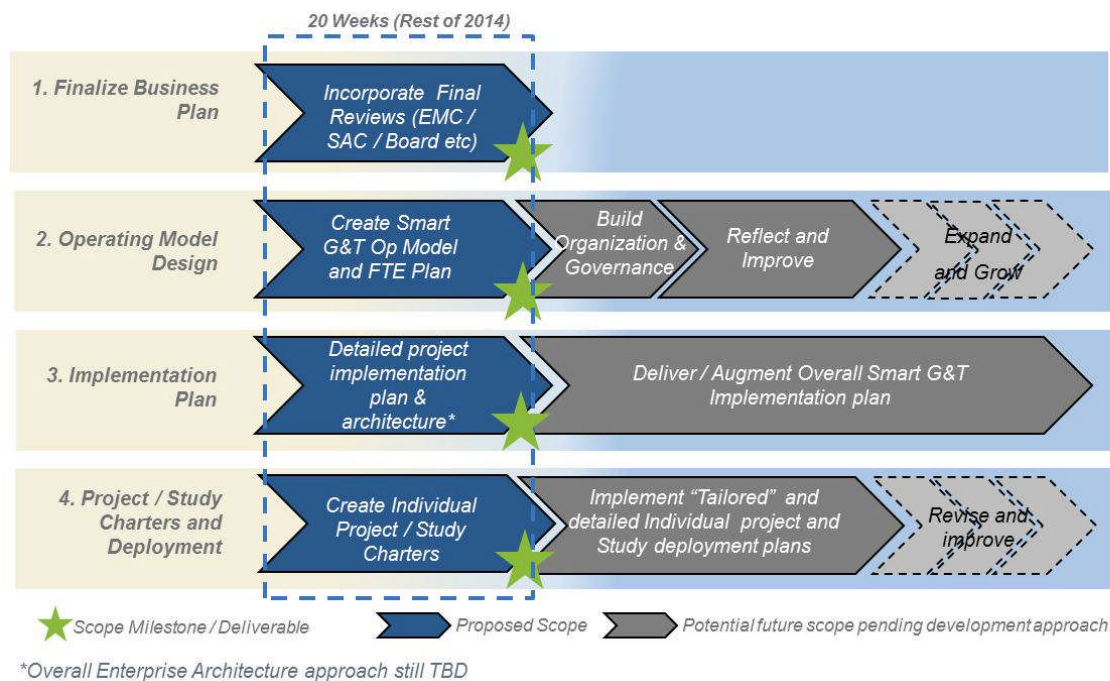 20 Weeks (Rest of 2014)
1. Finalize Business
Plan
Incorporate Final
Reviews (EMC /
SAC / Board etc)
2. Operating Model
Design
Create Smart
G&T Op Model
and FTE Plan
Build
Organization &
Governance
Reflect and
Improve
Expand
and Grow
3. Implementation
Plan
Detailed project
implementation
plan &
architecture*
Deliver / Augment Overall Smart G&T
Implementation plan
4. Project / Study
Charters and
Deployment
Create Individual
Project / Study
Charters
Implement “Tailored” and
detailed Individual project and
Study deployment plans
Revise and
improve
Scope Milestone / Deliverable
Proposed Scope
Potential future scope pending development approach
*Overall Enterprise Architecture approach still TBD